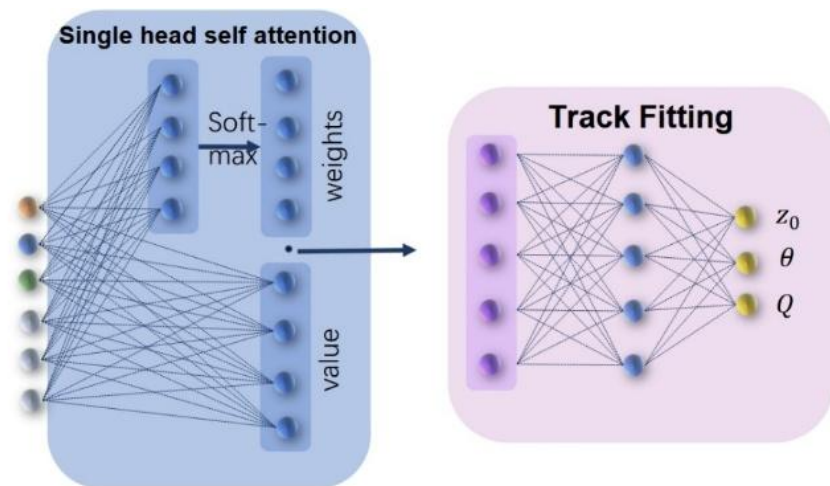 Single head self attention
Soft-
max
weights
value
Track Fitting
z₀
θ
Q